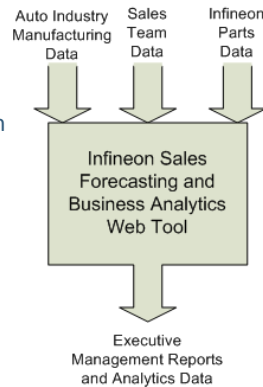 Auto Industry
Manufacturing
Data
Sales
Team
Data
Infineon
Parts
Data
Infineon Sales
Forecasting and
Business Analytics
Web Tool
Executive
Management Reports
and Analytics Data